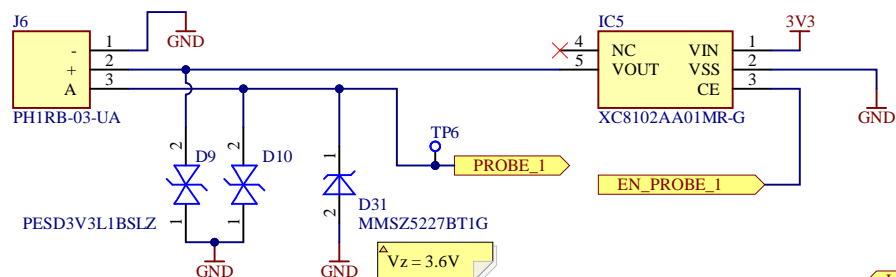 J6
IC5
3V3
1
GND
4
NC
VIN
1
-
2
5
VOUT
VSS
2
+
3
CE
3
A
PH1RB-03-UA
XC8102AA01MR-G
GND
TP6
2
D9
2
D10
1
PROBE_1
EN_PROBE_1
1
1
D31
PESD3V3L1BSLZ
2
MMSZ5227BT1G
GND
GND
Vz = 3.6V